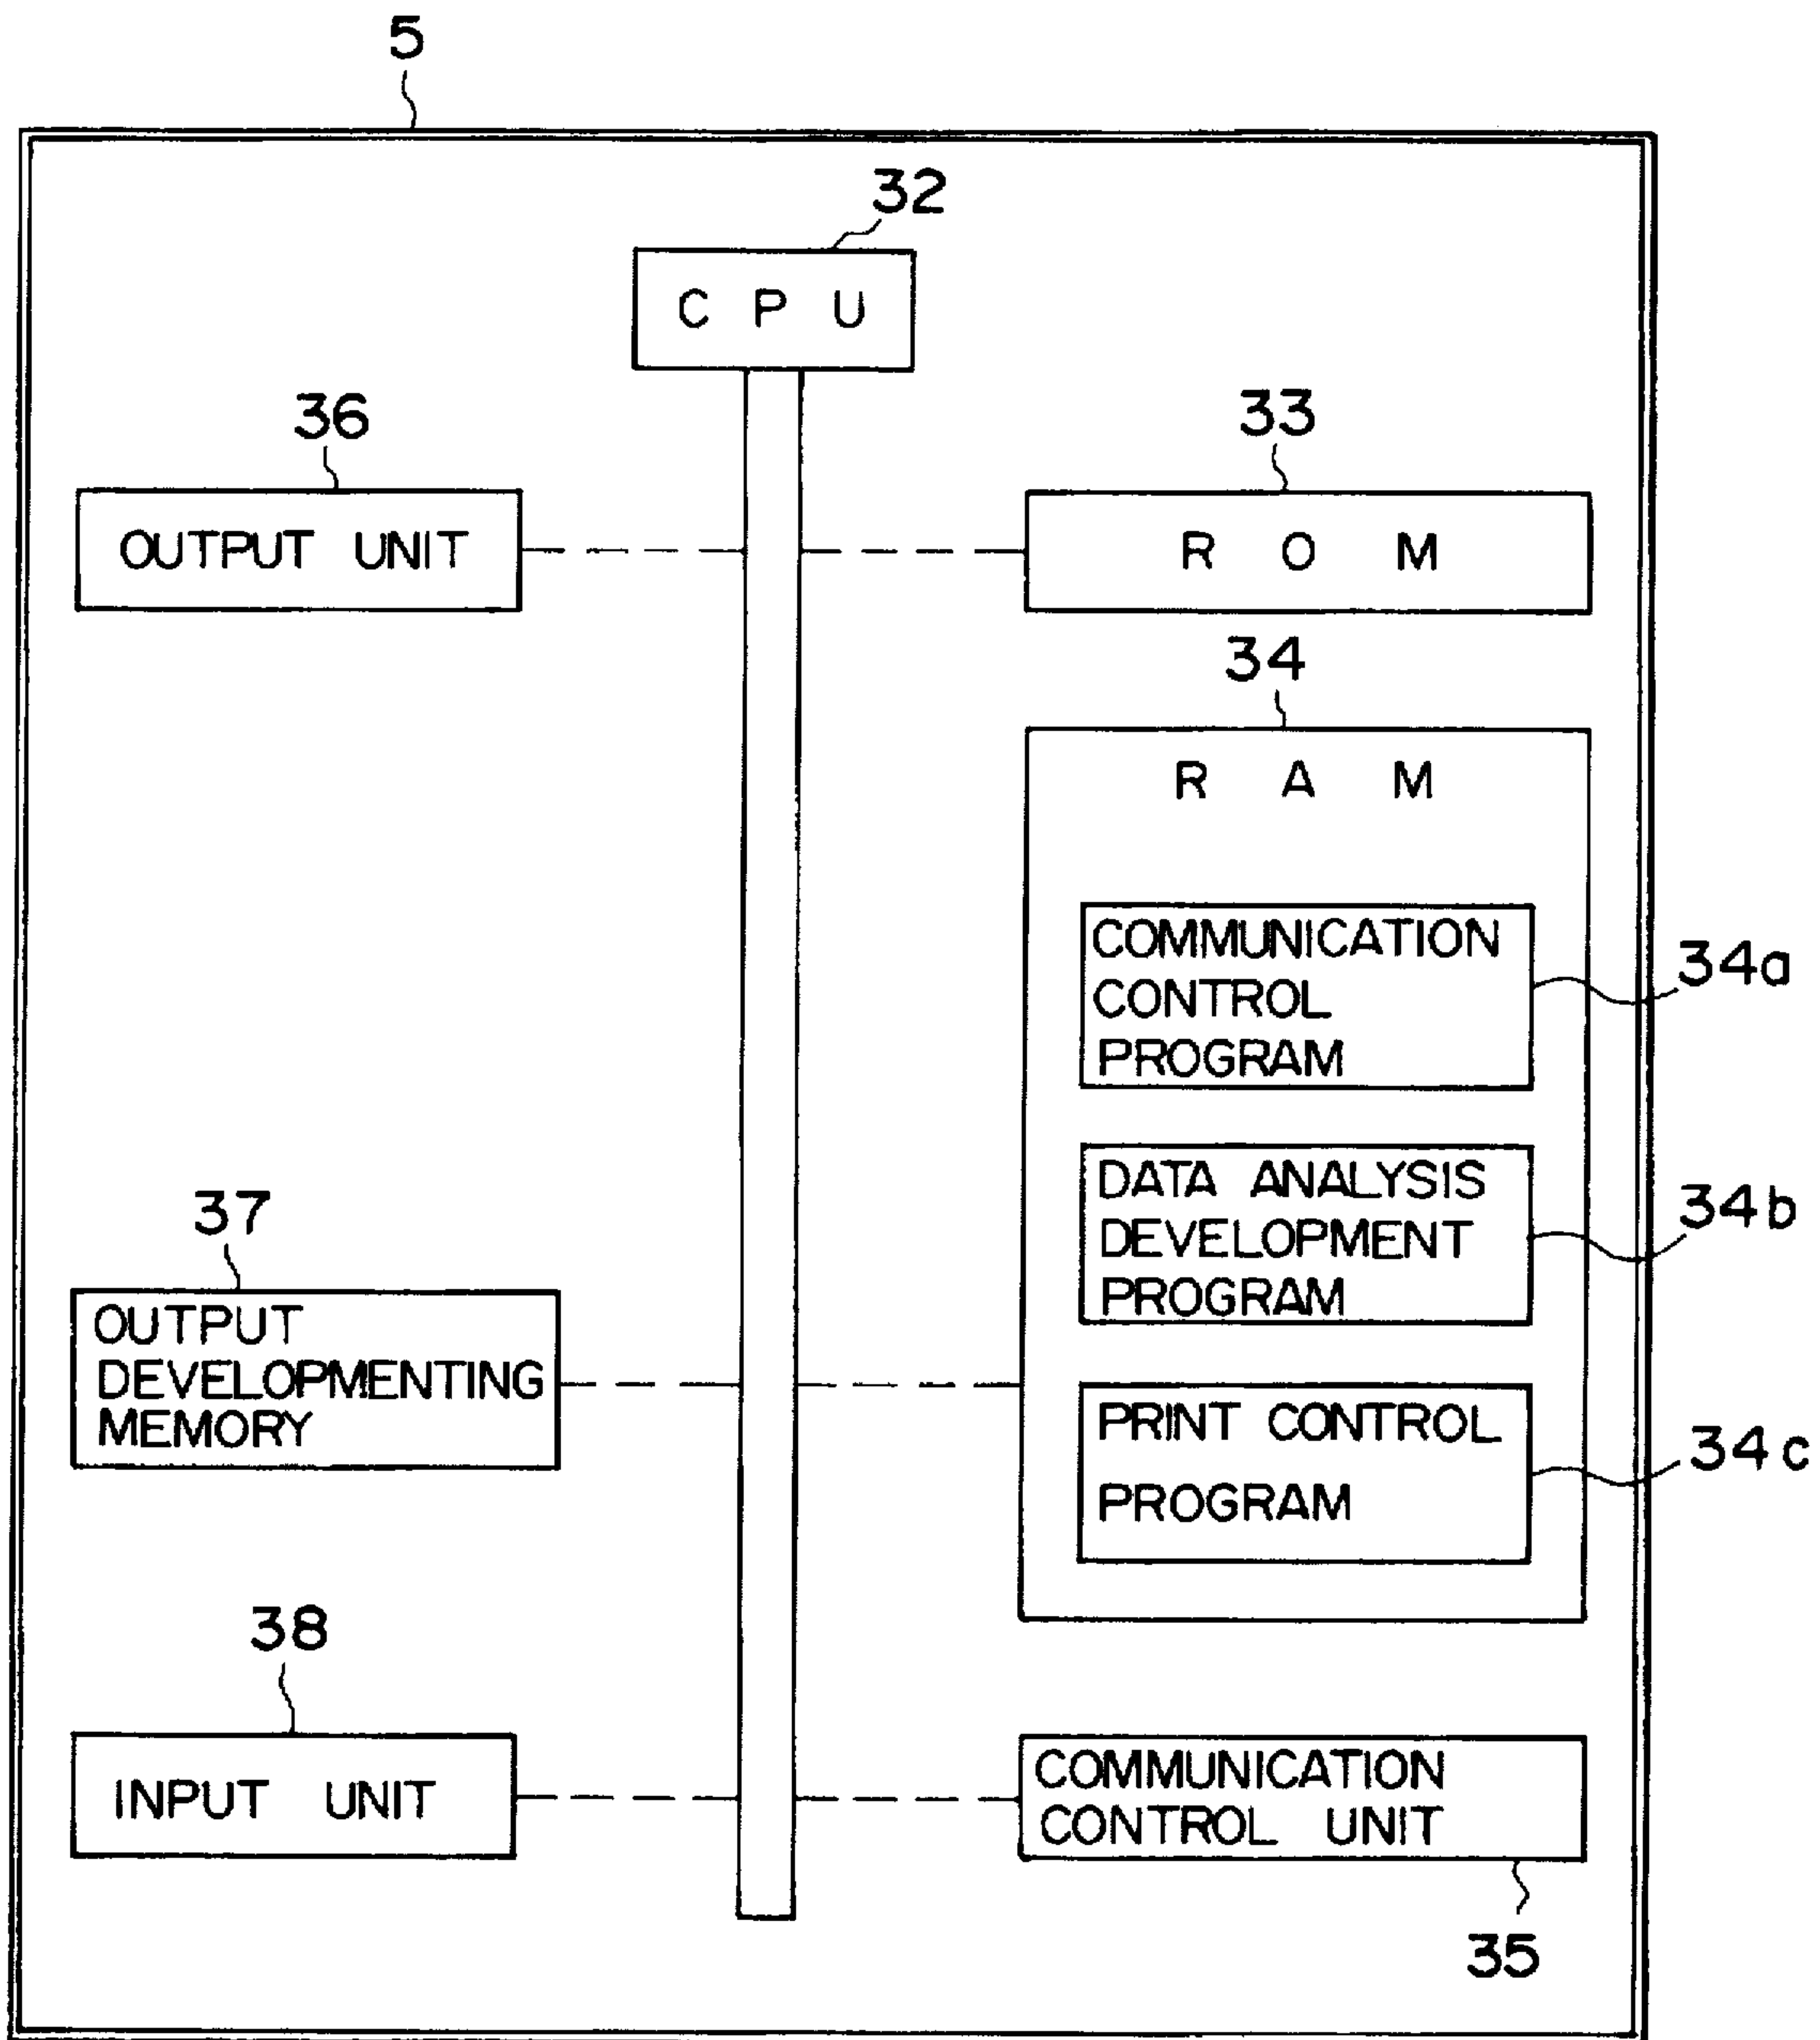 5
32
C P U
36
OUTPUT UNIT
33
R O M
34
R A M
COMMUNICATION
CONTROL
PROGRAM
34a
DATA ANALYSIS
DEVELOPMENT
PROGRAM
34b
37
OUTPUT
DEVELOPMENTING
MEMORY
PRINT CONTROL
PROGRAM
34c
38
INPUT UNIT
COMMUNICATION
CONTROL UNIT
35